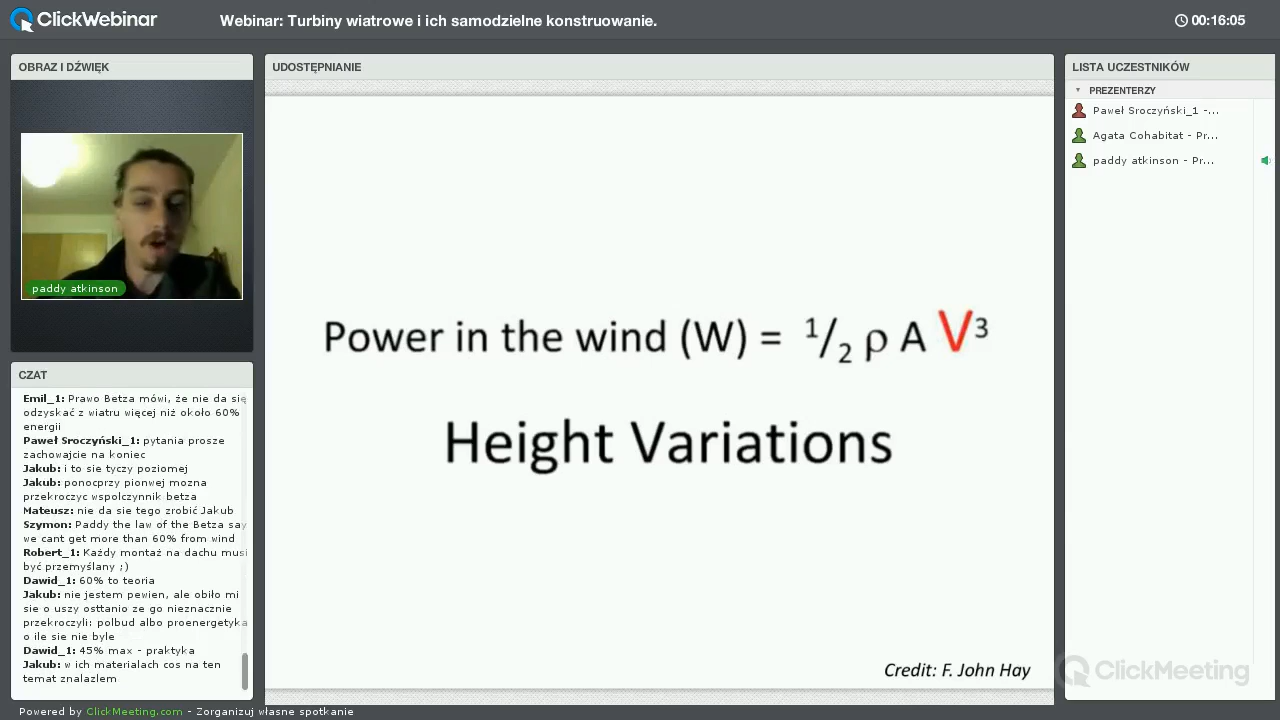 ClickWebinar
Webinar: Turbiny wiatrowe i ich samodzielne konstruowanie.
00:16:05
OBRAZ I DŹWIĘK
paddy atkinson
CZAT
Emil_1: Prawo Betza mówi, że nie da się
odzyskać z wiatru więcej niż około 60%
energii
Paweł Sroczyński_1: pytania prosze
zachowajcie na koniec
Jakub: i to sie tyczy poziomej
Jakub: ponocprzy pionwej mozna
przekroczyc wspolczynnik betza
Mateusz: nie da sie tego zrobić Jakub
Szymon: Paddy the law of the Betza say
we cant get more than 60% from wind
Robert_1: Każdy montaż na dachu musi
być przemyślany ;)
Dawid_1: 60% to teoria
Jakub: nie jestem pewien, ale obiło mi
sie o uszy osttanio ze go nieznacznie
przekroczyli: polbud albo proenergetyka
o ile sie nie byle
Dawid_1: 45% max - praktyka
Jakub: w ich materialach cos na ten
temat znalazlem
UDOSTĘPNIANIE
Power in the wind (W) = 1/2 ρ A V³
Height Variations
Credit: F. John Hay
LISTA UCZESTNIKÓW
PREZENTERZY
Paweł Sroczyński_1 -...
Agata Cohabitat - Pr...
paddy atkinson - Pr...
ClickMeeting
Powered by ClickMeeting.com - Zorganizuj własne spotkanie